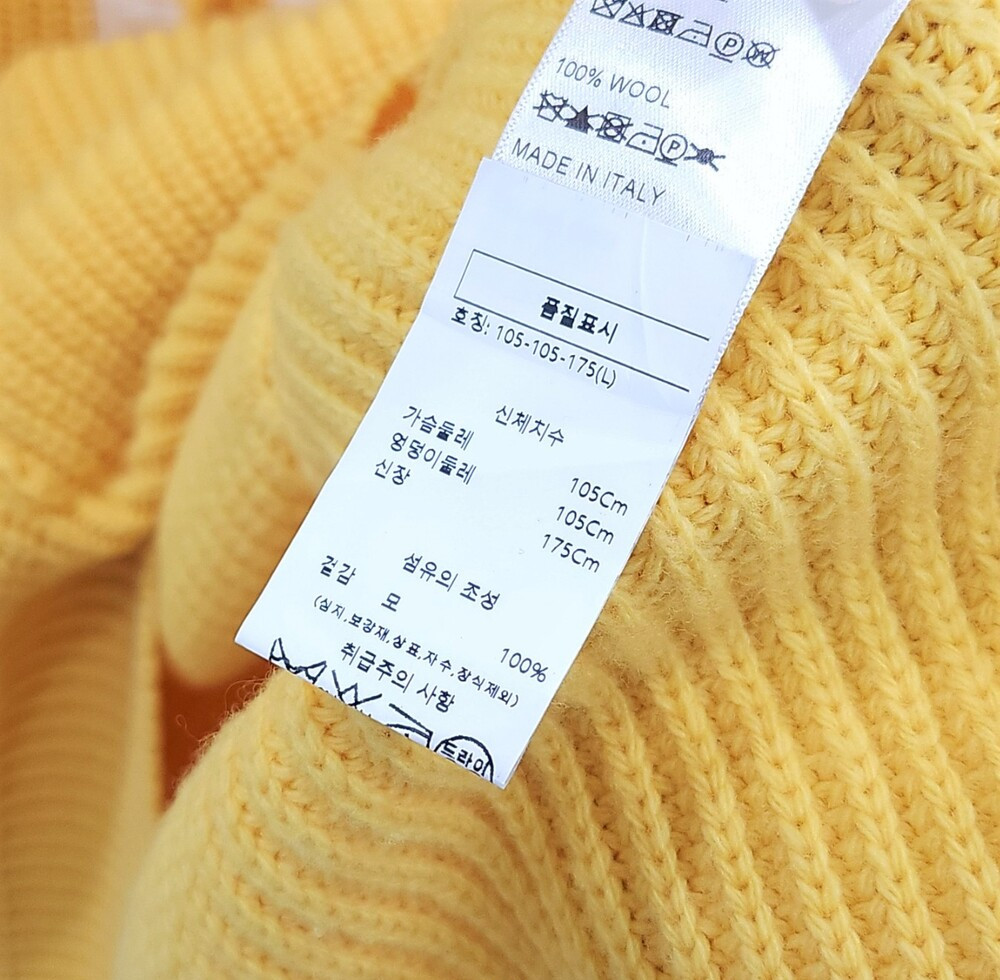 100% WOOL
MADE IN ITALY
품질표시
호칭: 105-105-175(L)
신체치수
가슴둘레 105Cm
엉덩이둘레 105Cm
신장 175Cm
섬유의 조성
겉감 모 100%
(심지,보강재,상표,자수,장식제외)
취급주의 사항
드라이